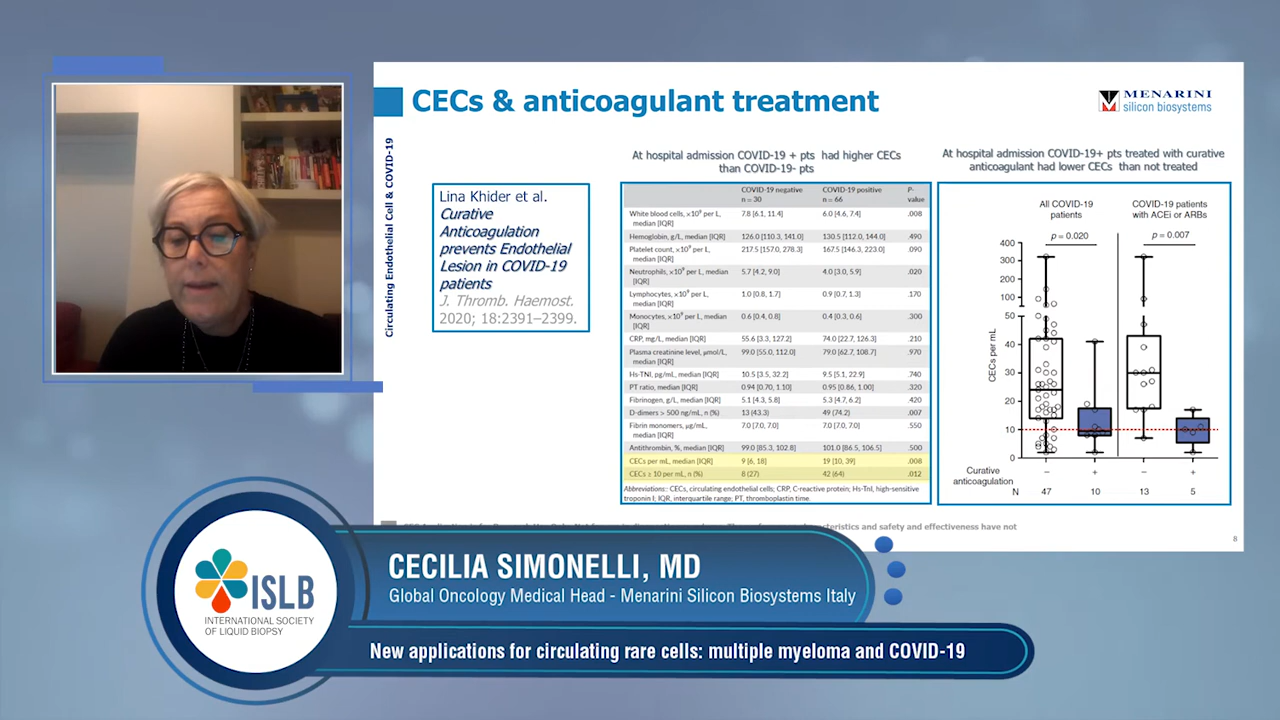 CECs & anticoagulant treatment
MENARINI
silicon biosystems
Circulating Endothelial Cell & COVID-19
Lina Khider et al.
Curative
Anticoagulation
prevents Endothelial
Lesion in COVID-19
patients
J. Thromb. Haemost.
2020; 18:2391–2399.
At hospital admission COVID-19 + pts had higher CECs
than COVID-19- pts
COVID-19 negative COVID-19 positive P-
n = 30 n = 66 value
White blood cells, ×10⁹ per L, 7.8 [6.1, 11.4] 6.0 [4.6, 7.4] .008
median [IQR]
Hemoglobin, g/L, median [IQR] 126.0 [110.3, 141.0] 130.5 [112.0, 144.0] .490
Platelet count, ×10⁹ per L, 217.5 [157.0, 278.3] 167.5 [146.3, 223.0] .090
median [IQR]
Neutrophils, ×10⁹ per L, median 5.7 [4.2, 9.0] 4.0 [3.0, 5.9] .020
[IQR]
Lymphocytes, ×10⁹ per L, 1.0 [0.8, 1.7] 0.9 [0.7, 1.3] .170
median [IQR]
Monocytes, ×10⁹ per L, median 0.6 [0.4, 0.8] 0.4 [0.3, 0.6] .300
[IQR]
CRP, mg/L, median [IQR] 55.6 [3.3, 127.2] 74.0 [22.7, 126.3] .210
Plasma creatinine level, µmol/L, 99.0 [55.0, 112.0] 79.0 [62.7, 108.7] .970
median [IQR]
Hs-TNI, pg/mL, median [IQR] 10.5 [3.5, 32.2] 9.5 [5.1, 22.9] .740
PT ratio, median [IQR] 0.94 [0.70, 1.10] 0.95 [0.86, 1.00] .320
Fibrinogen, g/L, median [IQR] 5.1 [4.3, 5.8] 5.3 [4.7, 6.2] .420
D-dimers > 500 ng/mL, n (%) 13 (43.3) 49 (74.2) .007
Fibrin monomers, µg/mL, 7.0 [7.0, 7.0] 7.0 [7.0, 7.0] .550
median [IQR]
Antithrombin, %, median [IQR] 99.0 [85.3, 102.8] 101.0 [86.5, 106.5] .500
CECs per mL, median [IQR] 9 [6, 18] 19 [10, 39] .008
CECs ≥ 10 per mL, n (%) 8 (27) 42 (64) .012
Abbreviations: CECs, circulating endothelial cells; CRP, C-reactive protein; Hs-TnI, high-sensitive
troponin I; IQR, interquartile range; PT, thromboplastin time.
At hospital admission COVID19+ pts treated with curative
anticoagulant had lower CECs than not treated
All COVID-19 COVID-19 patients
patients with ACEi or ARBs
p = 0.020 p = 0.007
400
300
200
100
50
40
30
20
10
0
CECs per mL
Curative
anticoagulation − + − +
N 47 10 13 5
and safety and effectiveness have not
8
ISLB
INTERNATIONAL SOCIETY
OF LIQUID BIOPSY
CECILIA SIMONELLI, MD
Global Oncology Medical Head - Menarini Silicon Biosystems Italy
New applications for circulating rare cells: multiple myeloma and COVID-19